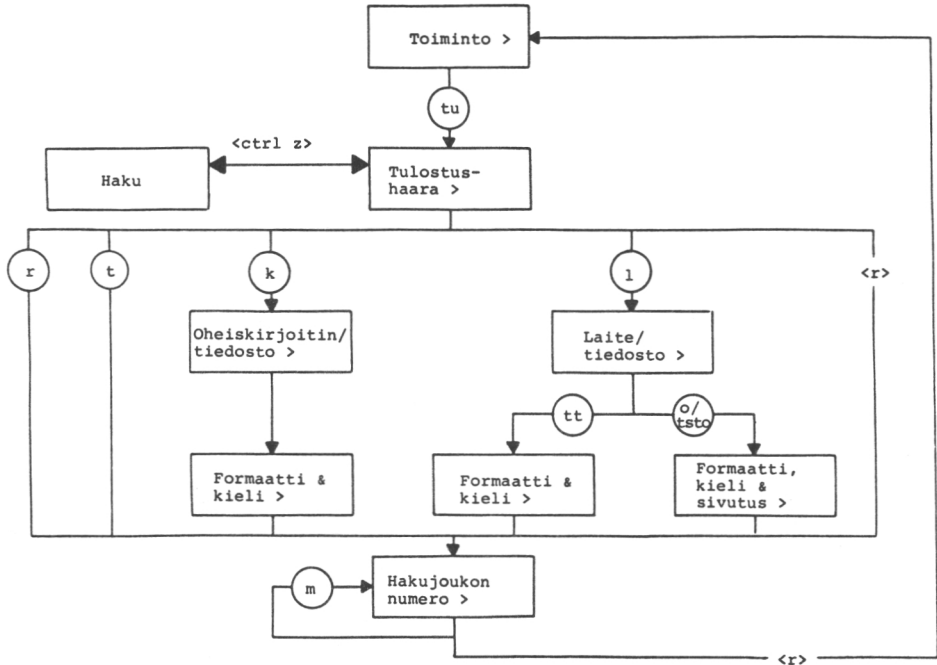 Toiminto >
tu
<ctrl z>
Haku
Tulostus-
haara >
r
t
k
l
<r>
Oheiskirjoitin/
tiedosto >
Laite/
tiedosto >
tt
o/
tsto
Formaatti &
kieli >
Formaatti &
kieli >
Formaatti,
kieli &
sivutus >
m
Hakujoukon
numero >
<r>